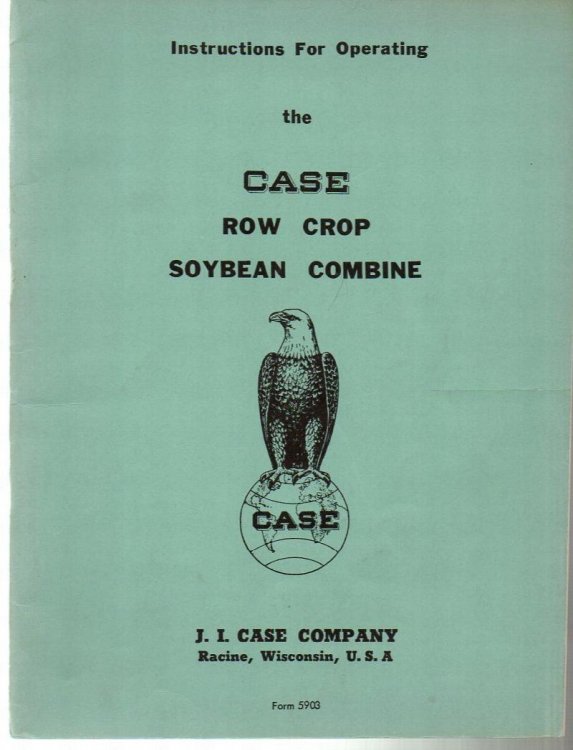 Instructions For Operating
the
CASE
ROW CROP
SOYBEAN COMBINE
CASE
J. I. CASE COMPANY
Racine, Wisconsin, U. S. A
Form 5903